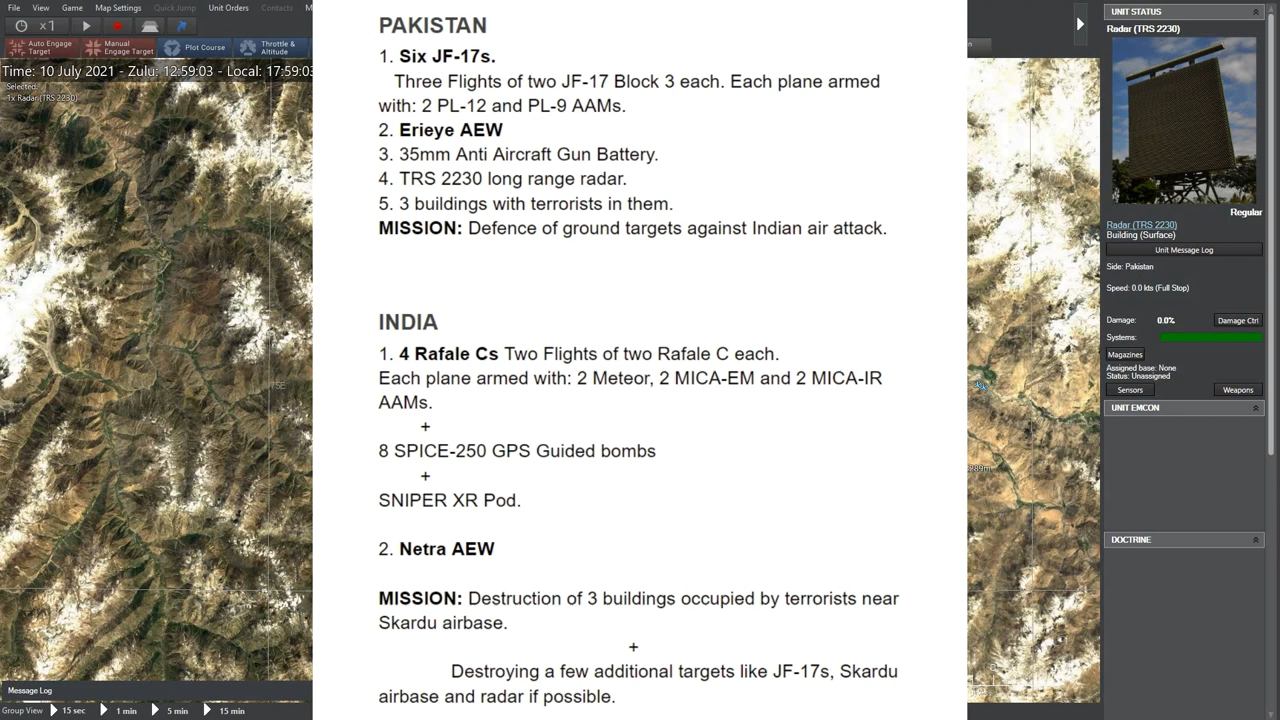 File View Game Map Settings Quick Jump Unit Orders Contacts
×1
Auto Engage Target
Manual Engage Target
Plot Course
Throttle & Altitude
Time: 10 July 2021 - Zulu: 12:59:03 - Local: 17:59:03
Selected:
1x Radar (TRS 2230)
PAKISTAN
1. Six JF-17s.
Three Flights of two JF-17 Block 3 each. Each plane armed
with: 2 PL-12 and PL-9 AAMs.
2. Erieye AEW
3. 35mm Anti Aircraft Gun Battery.
4. TRS 2230 long range radar.
5. 3 buildings with terrorists in them.
MISSION: Defence of ground targets against Indian air attack.
INDIA
1. 4 Rafale Cs Two Flights of two Rafale C each.
Each plane armed with: 2 Meteor, 2 MICA-EM and 2 MICA-IR
AAMs.
+
8 SPICE-250 GPS Guided bombs
+
SNIPER XR Pod.
2. Netra AEW
MISSION: Destruction of 3 buildings occupied by terrorists near
Skardu airbase.
+
Destroying a few additional targets like JF-17s, Skardu
airbase and radar if possible.
75E
UNIT STATUS
Radar (TRS 2230)
Regular
Radar (TRS 2230)
Building (Surface)
Unit Message Log
Side: Pakistan
Speed: 0.0 kts (Full Stop)
Damage: 0.0% Damage Ctrl
Systems:
Magazines
Assigned base: None
Status: Unassigned
Sensors Weapons
UNIT EMCON
DOCTRINE
Message Log
Group View 15 sec 1 min 5 min 15 min